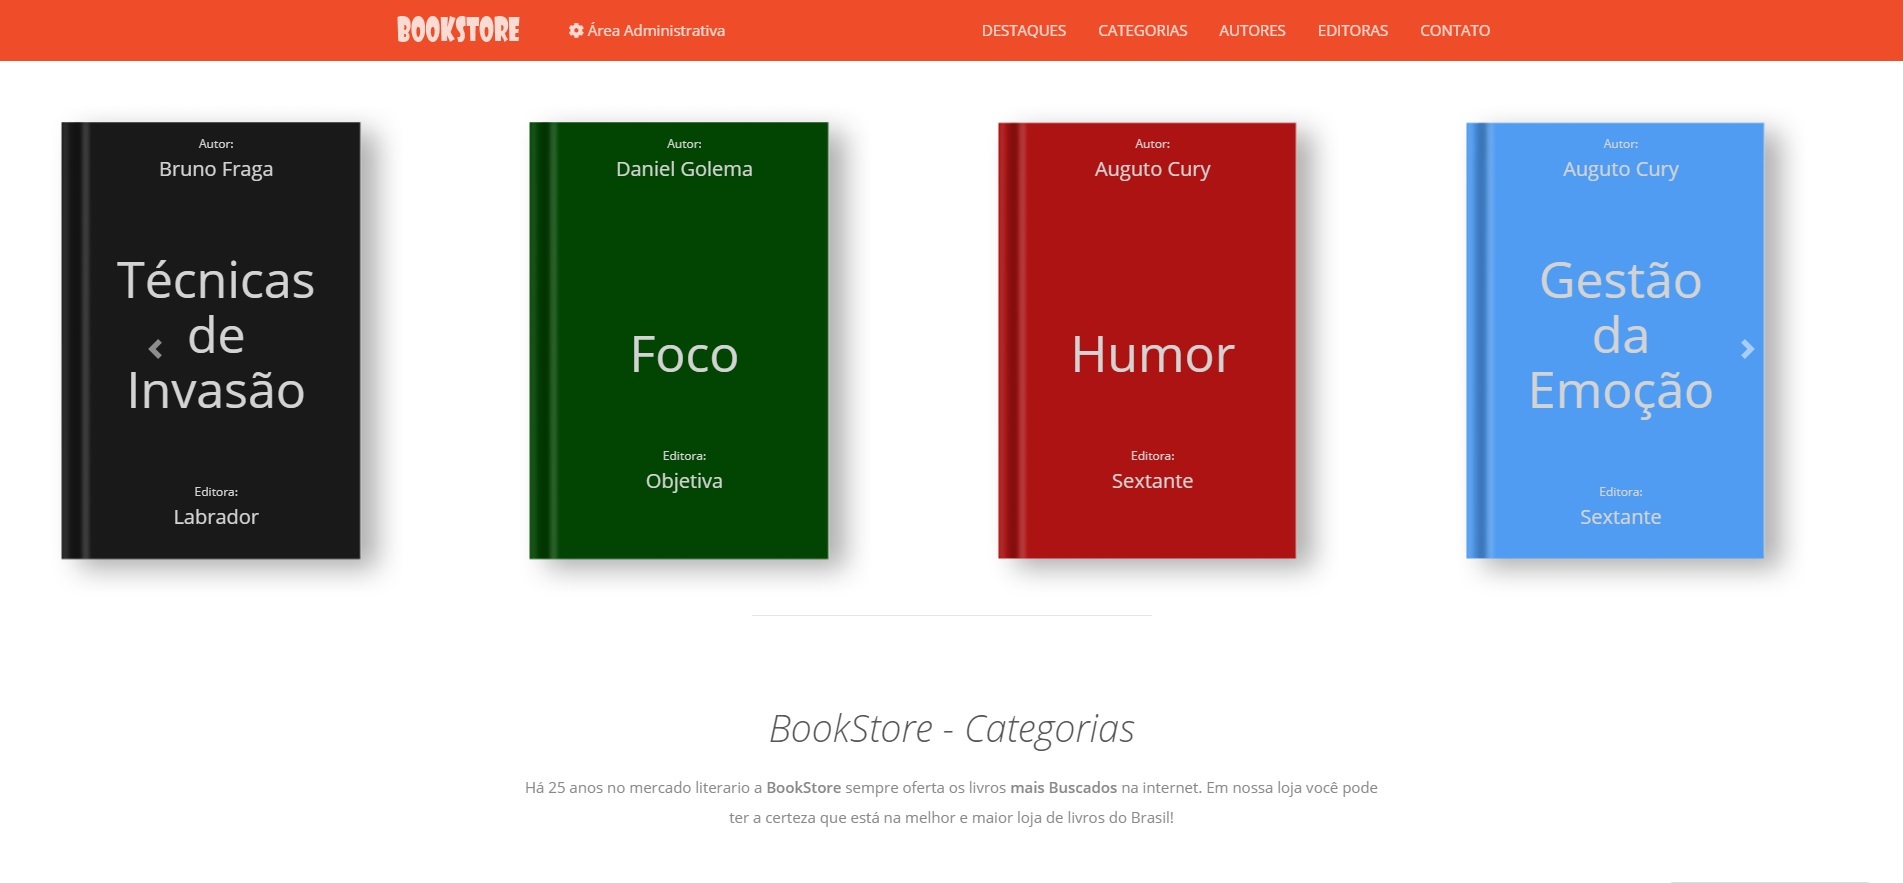 BOOKSTORE
Área Administrativa
DESTAQUES
CATEGORIAS
AUTORES
EDITORAS
CONTATO
Autor:
Bruno Fraga
Técnicas
de
Invasão
Editora:
Labrador
Autor:
Daniel Golema
Foco
Editora:
Objetiva
Autor:
Auguto Cury
Humor
Editora:
Sextante
Autor:
Auguto Cury
Gestão
da
Emoção
Editora:
Sextante
BookStore - Categorias
Há 25 anos no mercado literario a BookStore sempre oferta os livros mais Buscados na internet. Em nossa loja você pode
ter a certeza que está na melhor e maior loja de livros do Brasil!